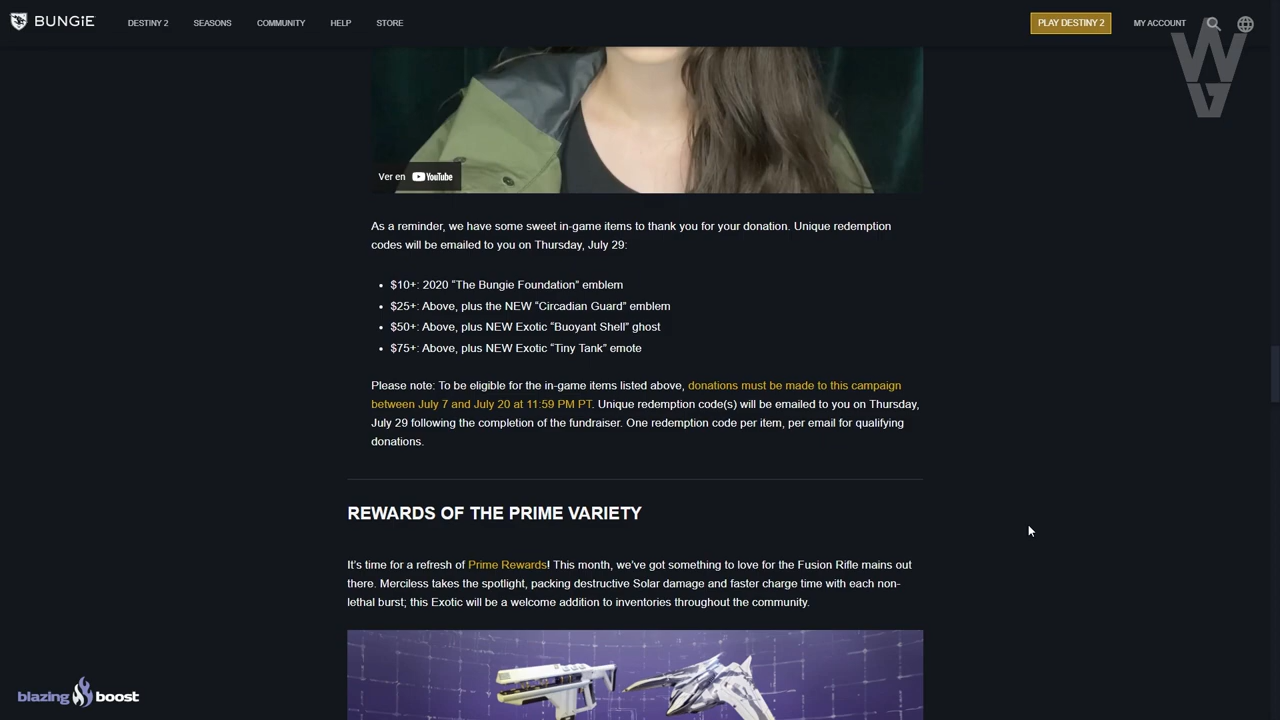 BUNGiE DESTINY 2 SEASONS COMMUNITY HELP STORE PLAY DESTINY 2 MY ACCOUNT
Ver en YouTube
As a reminder, we have some sweet in-game items to thank you for your donation. Unique redemption
codes will be emailed to you on Thursday, July 29:
• $10+: 2020 “The Bungie Foundation” emblem
• $25+: Above, plus the NEW “Circadian Guard” emblem
• $50+: Above, plus NEW Exotic “Buoyant Shell” ghost
• $75+: Above, plus NEW Exotic “Tiny Tank” emote
Please note: To be eligible for the in-game items listed above, donations must be made to this campaign
between July 7 and July 20 at 11:59 PM PT. Unique redemption code(s) will be emailed to you on Thursday,
July 29 following the completion of the fundraiser. One redemption code per item, per email for qualifying
donations.
REWARDS OF THE PRIME VARIETY
It’s time for a refresh of Prime Rewards! This month, we’ve got something to love for the Fusion Rifle mains out
there. Merciless takes the spotlight, packing destructive Solar damage and faster charge time with each non-
lethal burst; this Exotic will be a welcome addition to inventories throughout the community.
blazing boost